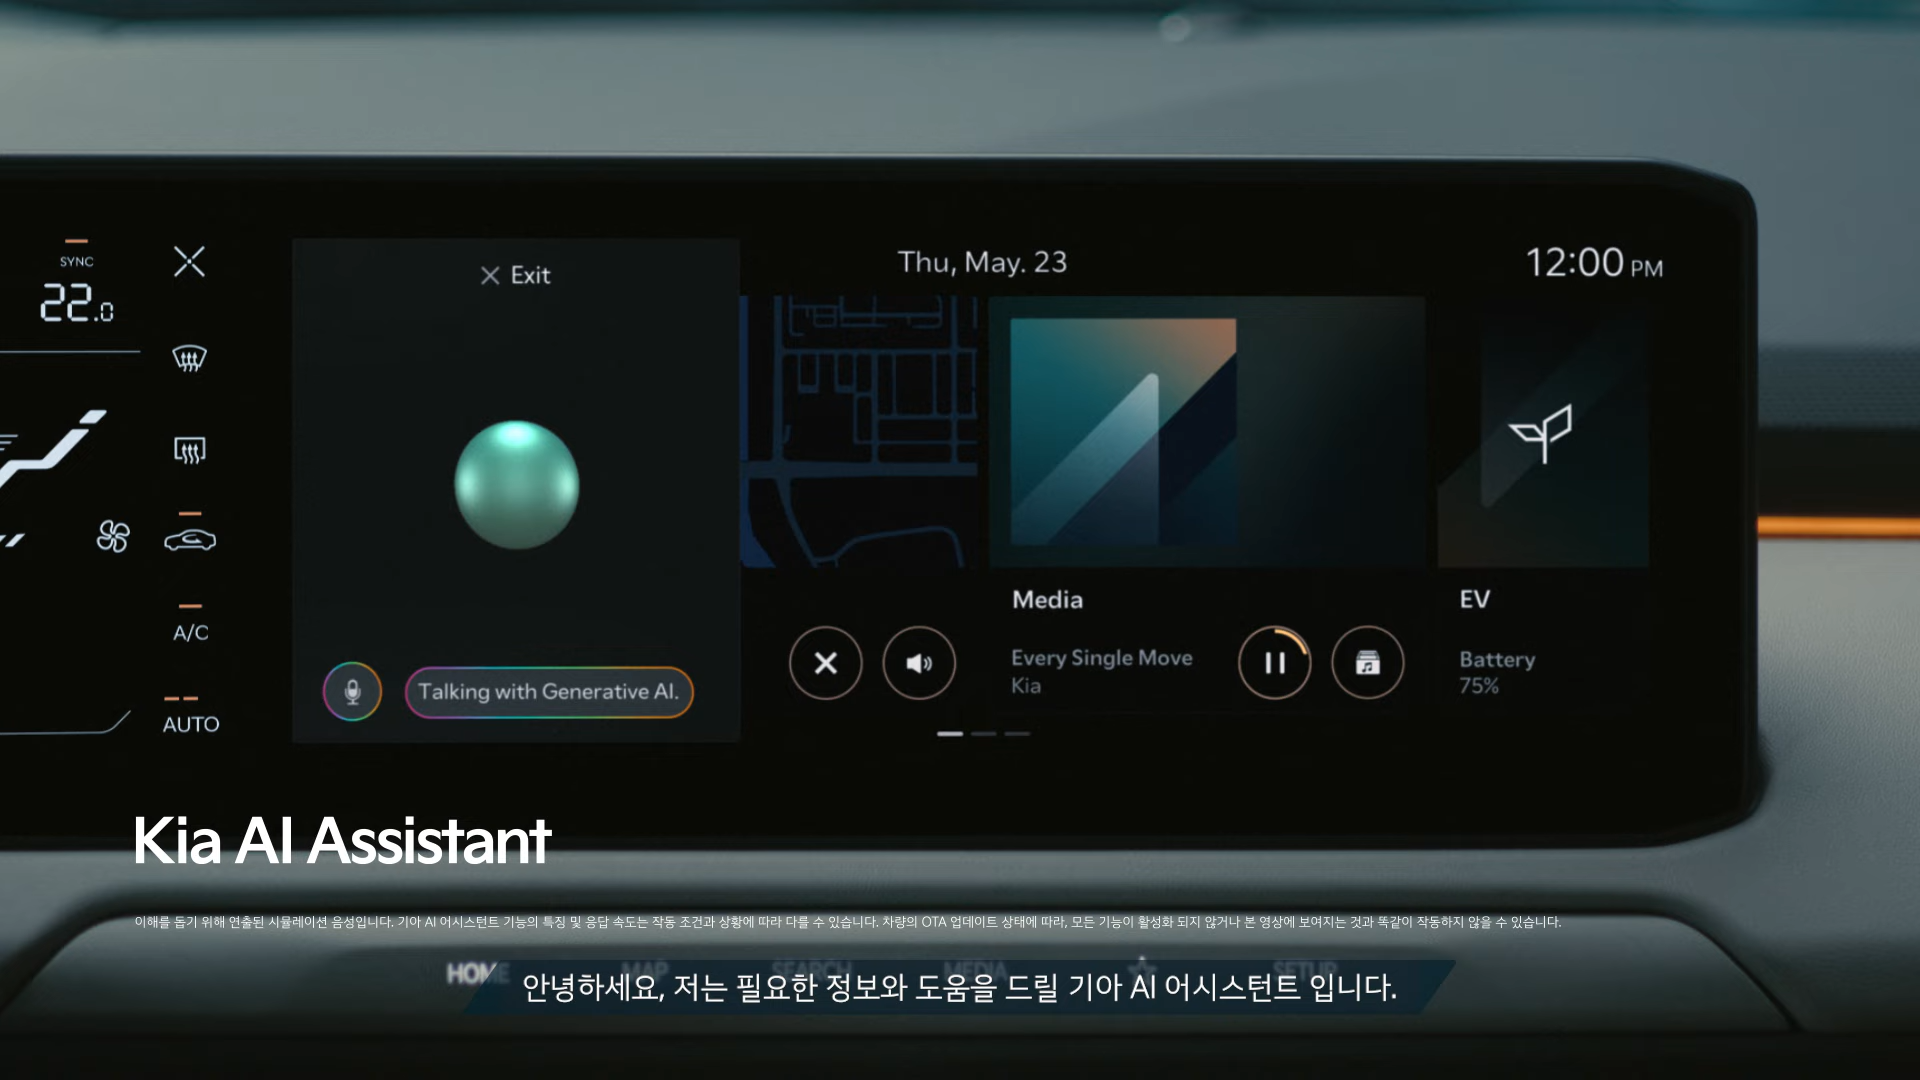 SYNC
22.0
A/C
AUTO
Exit
Talking with Generative AI.
Thu, May. 23
12:00 PM
Media
Every Single Move
Kia
EV
Battery
75%
Kia AI Assistant
이해를 돕기 위해 연출된 시뮬레이션 음성입니다. 기아 AI 어시스턴트 기능의 특징 및 응답 속도는 작동 조건과 상황에 따라 다를 수 있습니다. 차량의 OTA 업데이트 상태에 따라, 모든 기능이 활성화 되지 않거나 본 영상에 보여지는 것과 똑같이 작동하지 않을 수 있습니다.
HOME MAP SEARCH MEDIA SETUP
안녕하세요, 저는 필요한 정보와 도움을 드릴 기아 AI 어시스턴트 입니다.